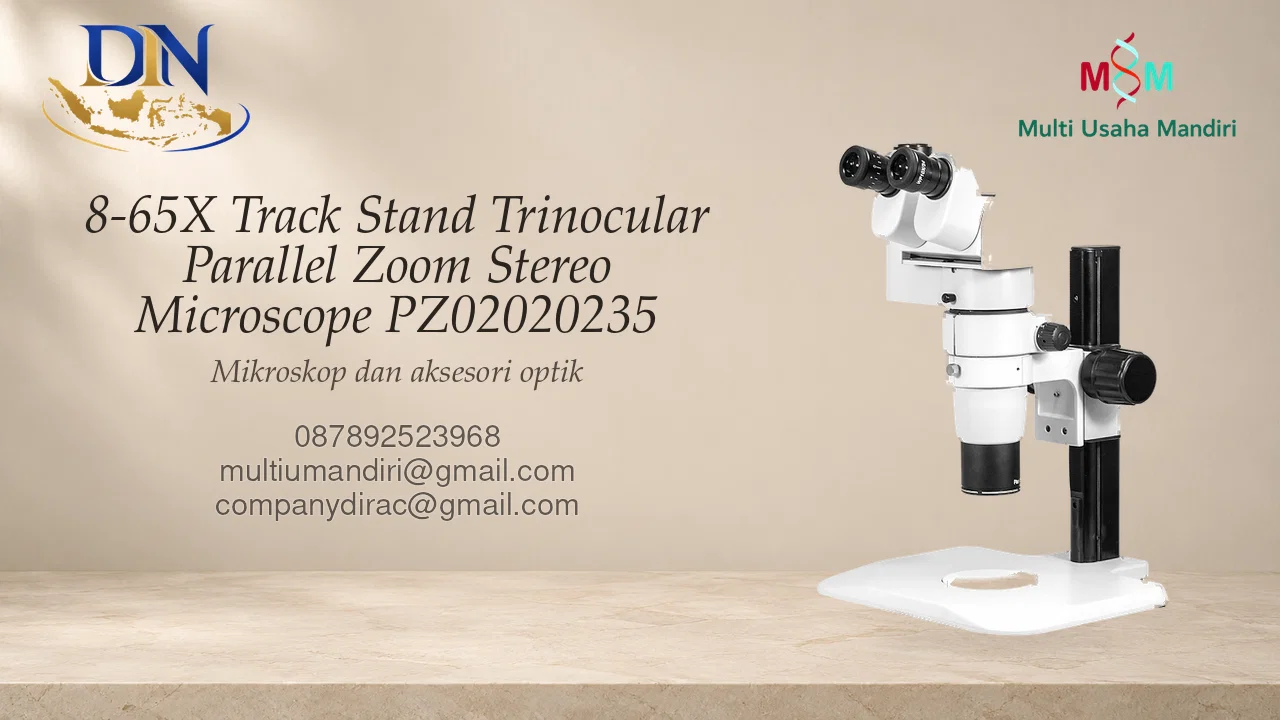 DN
M M
Multi Usaha Mandiri
8-65X Track Stand Trinocular
Parallel Zoom Stereo
Microscope PZ02020235
Mikroskop dan aksesori optik
087892523968
multiumandiri@gmail.com
companydirac@gmail.com